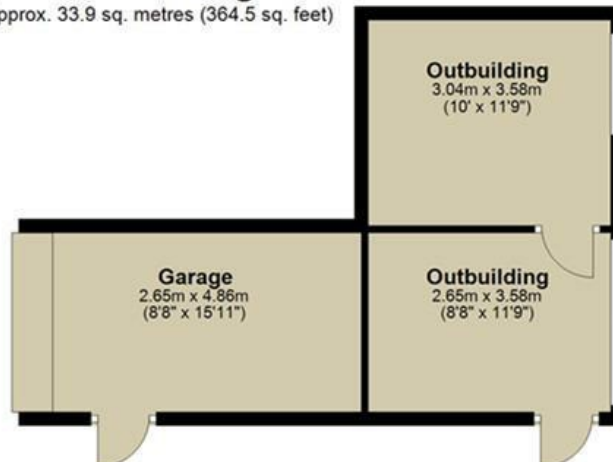 pprox. 33.9 sq. metres (364.5 sq. feet)
Outbuilding
3.04m x 3.58m
(10' x 11'9")
Garage
2.65m x 4.86m
(8'8" x 15'11")
Outbuilding
2.65m x 3.58m
(8'8" x 11'9")